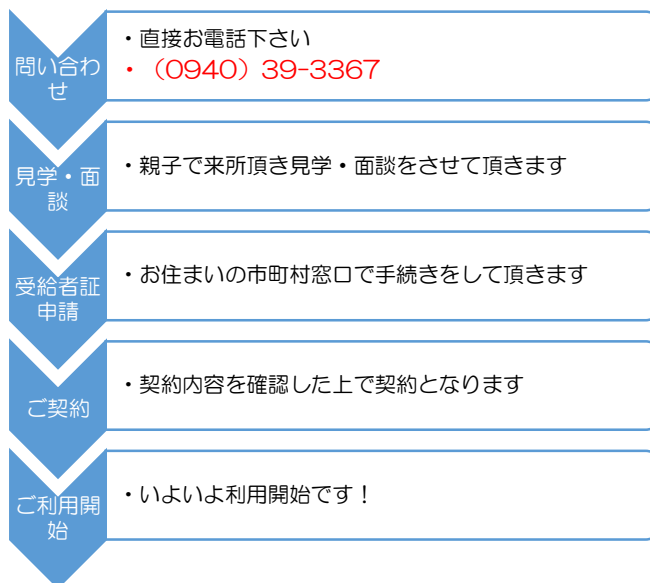 問い合わ
せ
・直接お電話下さい
・（0940）39-3367
見学・面
談
・親子で来所頂き見学・面談をさせて頂きます
受給者証
申請
・お住まいの市町村窓口で手続きをして頂きます
ご契約
・契約内容を確認した上で契約となります
ご利用開
始
・いよいよ利用開始です！